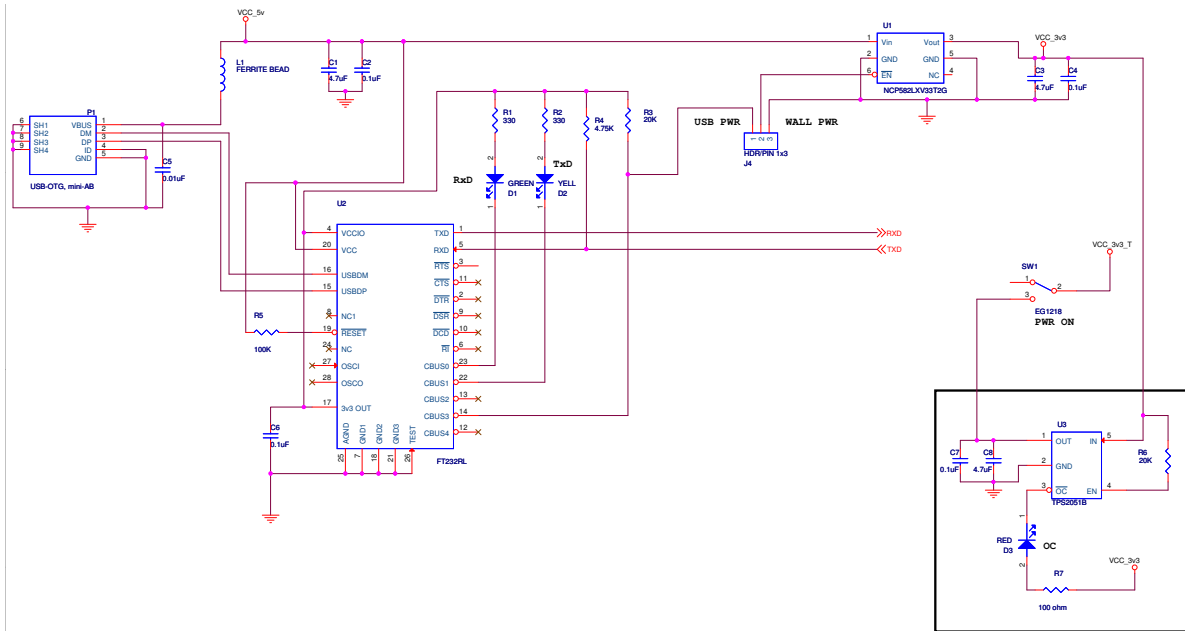 VCC_5v
L1
FERRITE BEAD
C1
4.7uF
C2
0.1uF
U1
1
Vin
Vout
3
2
GND
GND
5
6
EN
NC
4
NCP582LXV33T2G
VCC_3v3
C3
4.7uF
C4
0.1uF
P1
6
SH1
VBUS
1
7
SH2
DM
2
8
SH3
DP
3
9
SH4
ID
4
GND
5
USB-OTG, mini-AB
C5
0.01uF
R1
330
R2
330
R4
4.75K
R3
20K
USB PWR
WALL PWR
1
2
3
HDR/PIN 1x3
J4
RxD
2
GREEN
D1
1
TxD
2
YELL
D2
1
U2
4
VCCIO
TXD
1
RXD
20
VCC
RXD
5
TXD
RTS
3
16
USBDM
CTS
11
15
USBDP
DTR
2
8
NC1
DSR
9
19
RESET
DCD
10
24
NC
RI
6
27
OSCI
CBUS0
23
28
OSCO
CBUS1
22
CBUS2
13
17
3v3 OUT
CBUS3
14
CBUS4
12
AGND
GND1
GND2
GND3
TEST
25
7
18
21
26
FT232RL
R5
100K
C6
0.1uF
VCC_3v3_T
SW1
1
2
3
EG1218
PWR ON
U3
1
OUT
IN
5
2
GND
3
OC
EN
4
TPS2051B
R6
20K
C7
0.1uF
C8
4.7uF
1
RED
D3
OC
2
VCC_3v3
R7
100 ohm